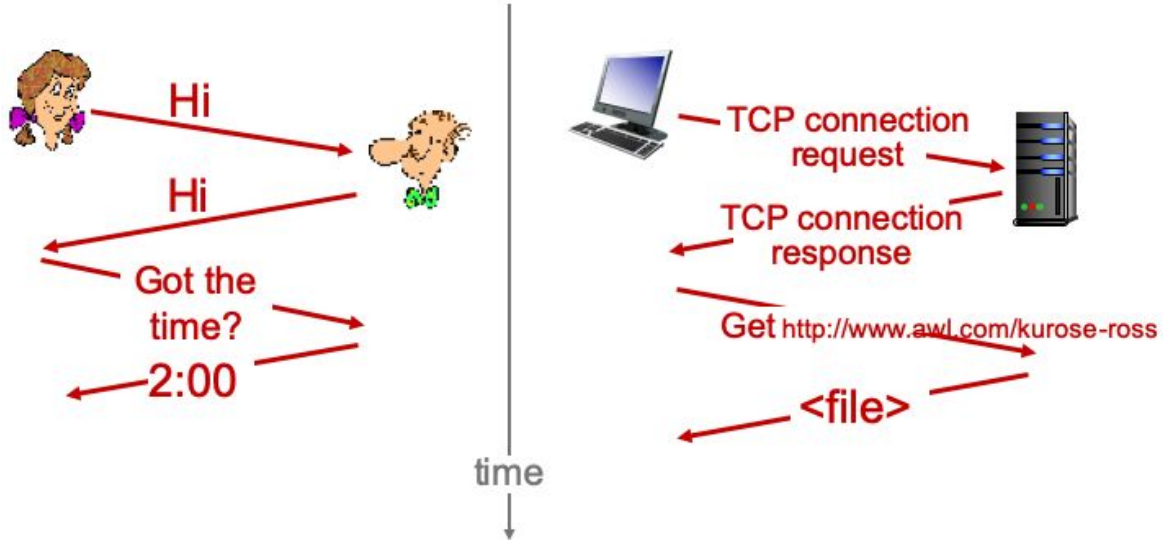 Hi
Hi
Got the
time?
2:00
time
TCP connection
request
TCP connection
response
Get http://www.awl.com/kurose-ross
<file>